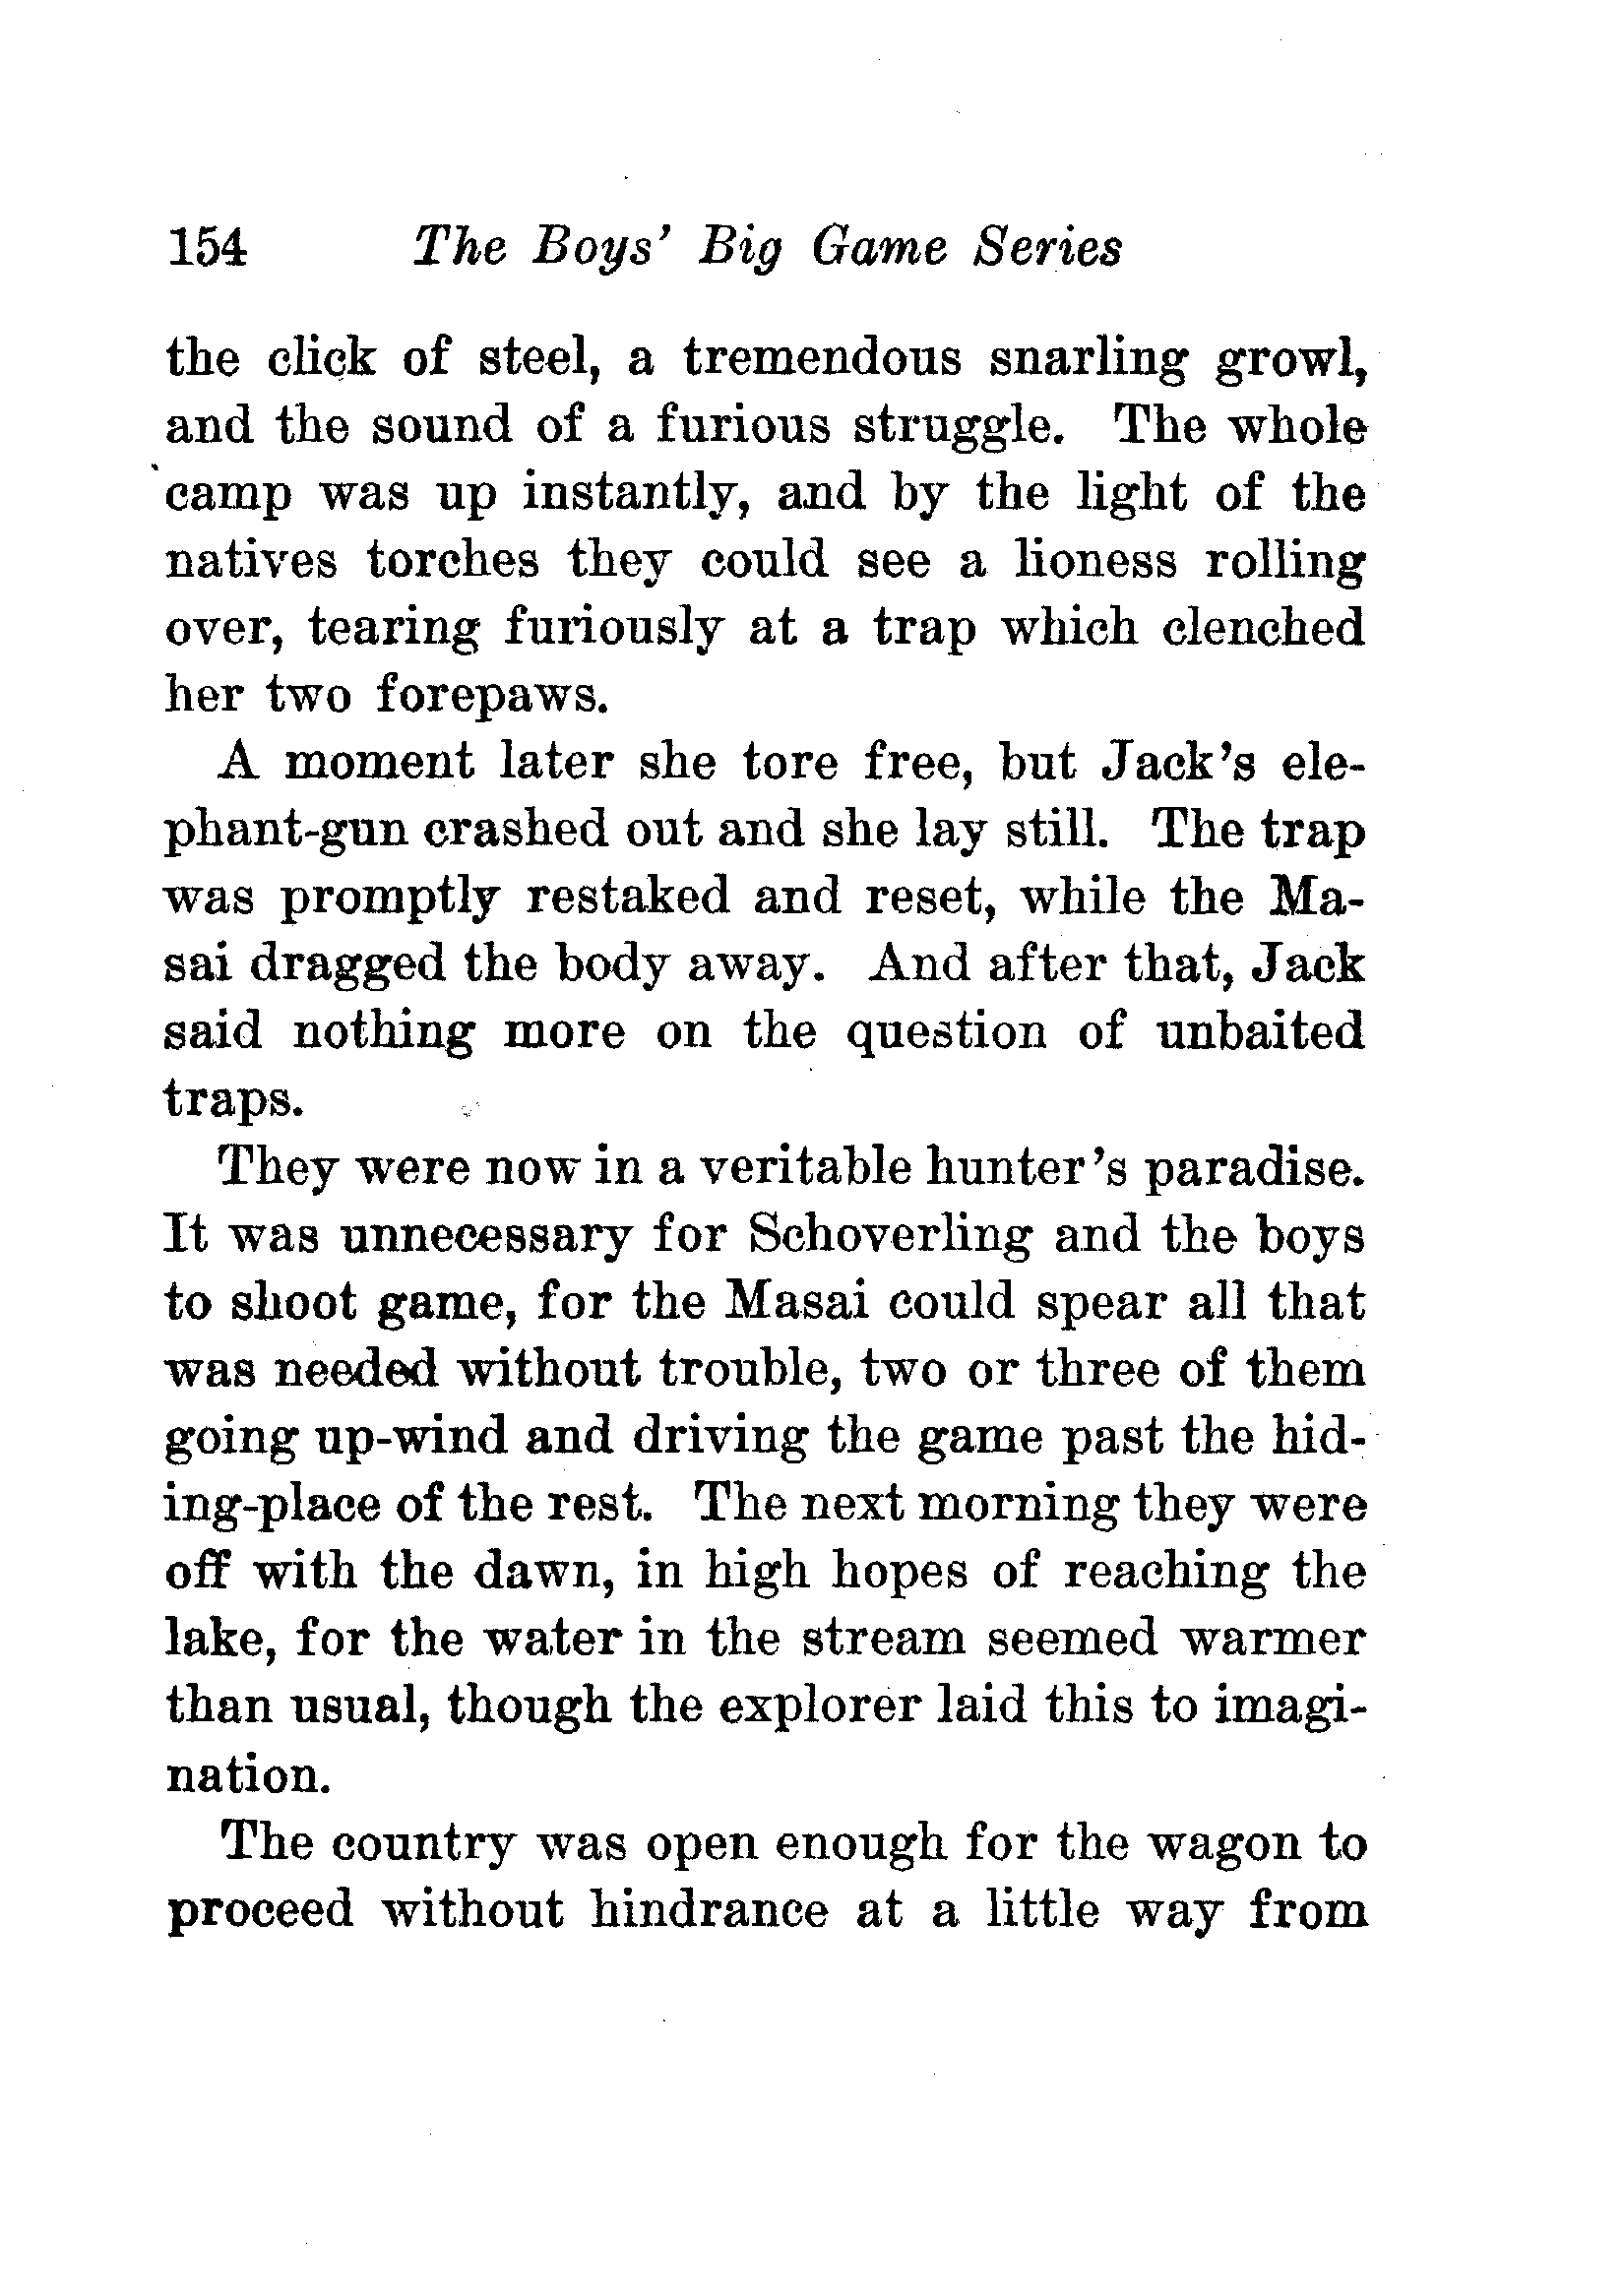 154 The Boys' Big Game Series
the click of steel, a tremendous snarling growl,
and the sound of a furious struggle. The whole
camp was up instantly, and by the light of the
natives torches they could see a lioness rolling
over, tearing furiously at a trap which clenched
her two forepaws.
A moment later she tore free, but Jack's ele-
phant-gun crashed out and she lay still. The trap
was promptly restaked and reset, while the Ma-
sai dragged the body away. And after that, Jack
said nothing more on the question of unbaited
traps.
They were now in a veritable hunter's paradise.
It was unnecessary for Schoverling and the boys
to shoot game, for the Masai could spear all that
was needed without trouble, two or three of them
going up-wind and driving the game past the hid-
ing-place of the rest. The next morning they were
off with the dawn, in high hopes of reaching the
lake, for the water in the stream seemed warmer
than usual, though the explorer laid this to imagi-
nation.
The country was open enough for the wagon to
proceed without hindrance at a little way from